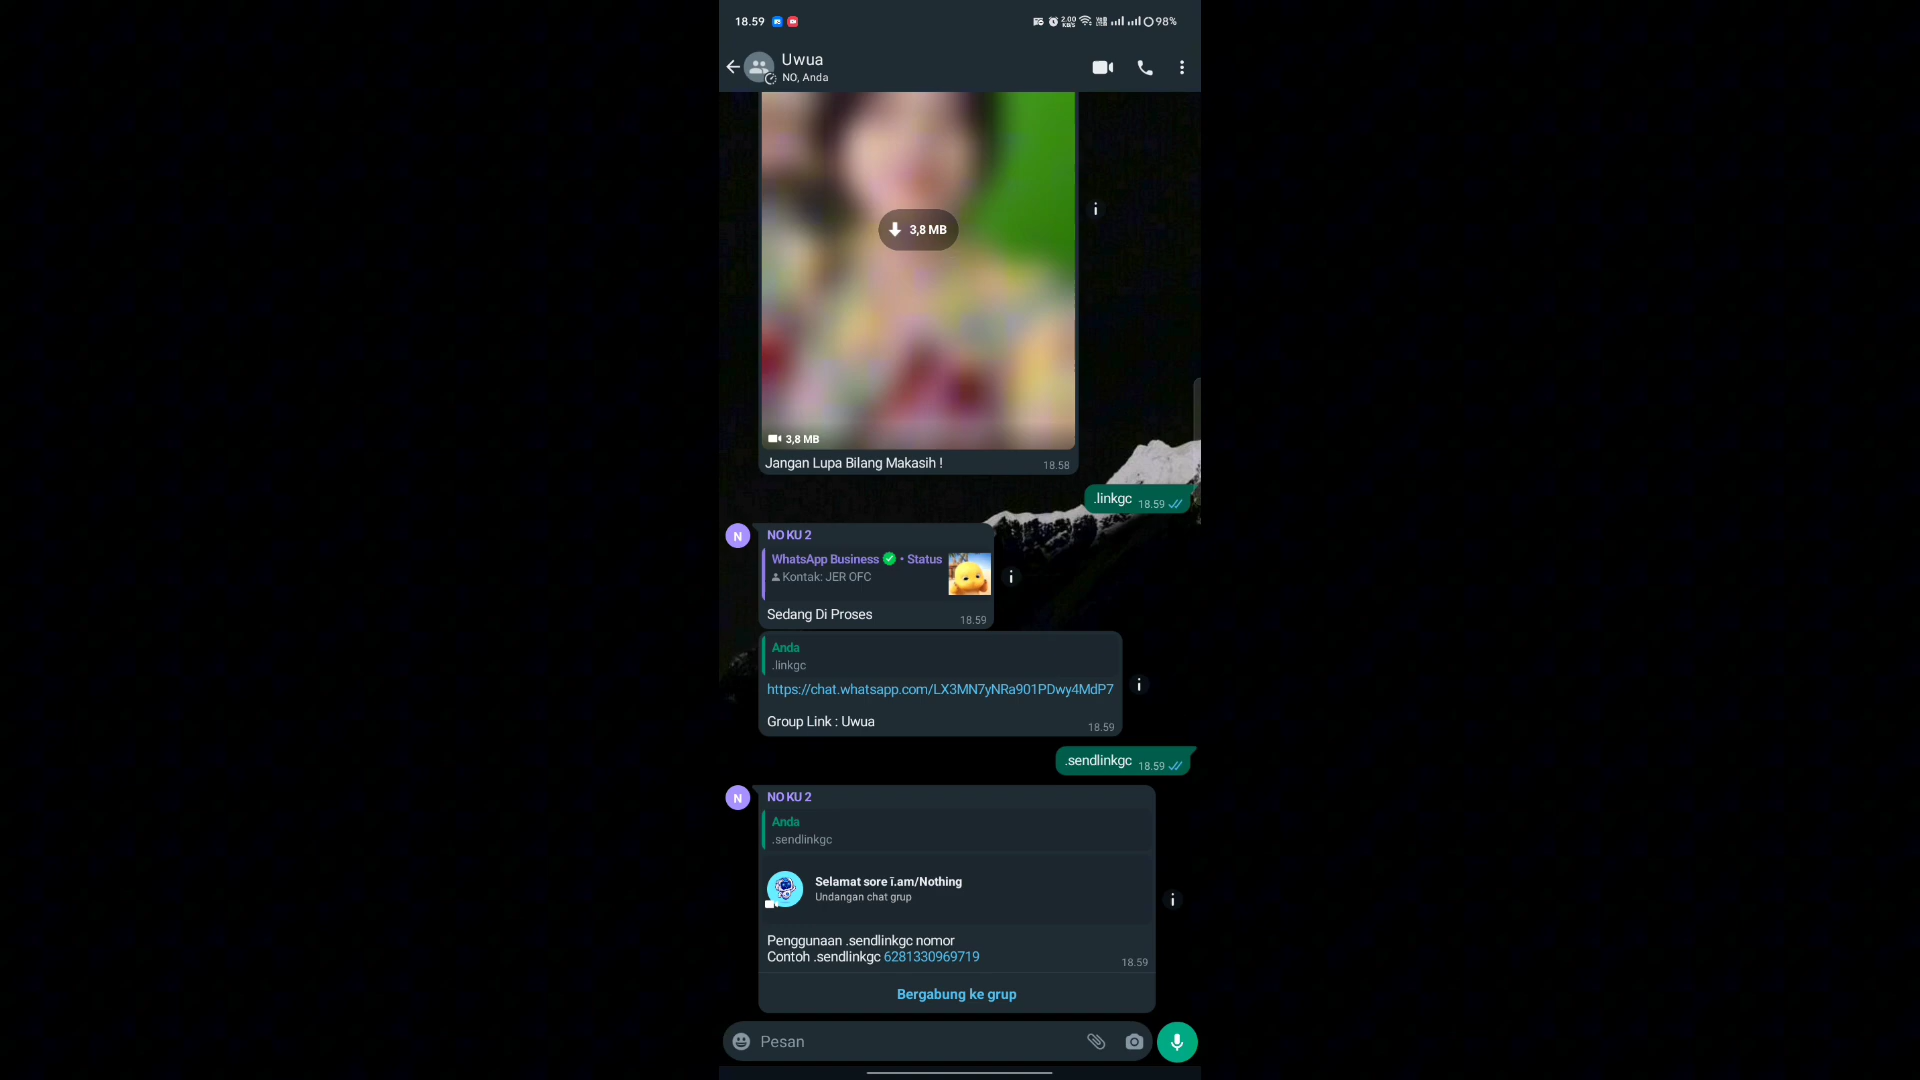 18.59
2.00
KB/S
98%
Uwua
NO, Anda
3,8 MB
3,8 MB
Jangan Lupa Bilang Makasih !
18.58
.linkgc
18.59
N
NO KU 2
WhatsApp Business • Status
Kontak: JER OFC
Sedang Di Proses
18.59
Anda
.linkgc
https://chat.whatsapp.com/LX3MN7yNRa901PDwy4MdP7
Group Link : Uwua
18.59
.sendlinkgc
18.59
N
NO KU 2
Anda
.sendlinkgc
Selamat sore ī.am/Nothing
Undangan chat grup
Penggunaan .sendlinkgc nomor
Contoh .sendlinkgc 6281330969719
18.59
Bergabung ke grup
Pesan